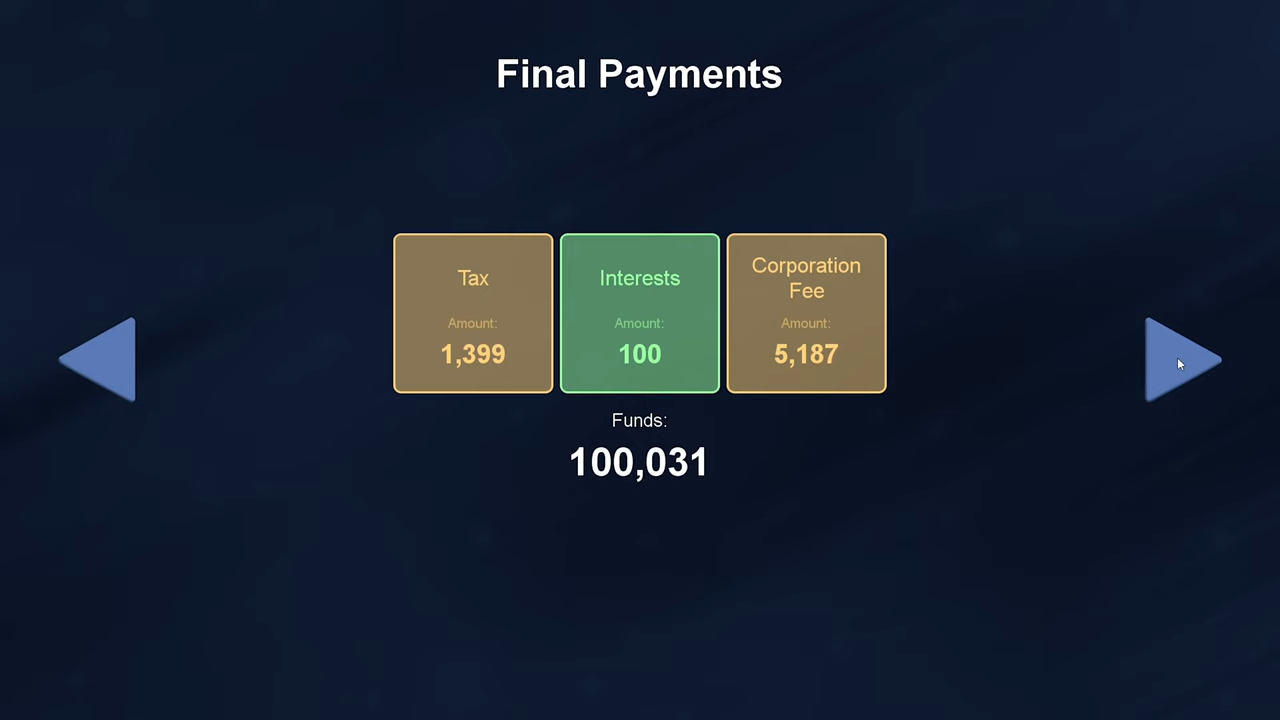 Final Payments
Tax
Amount:
1,399
Interests
Amount:
100
Corporation
Fee
Amount:
5,187
Funds:
100,031